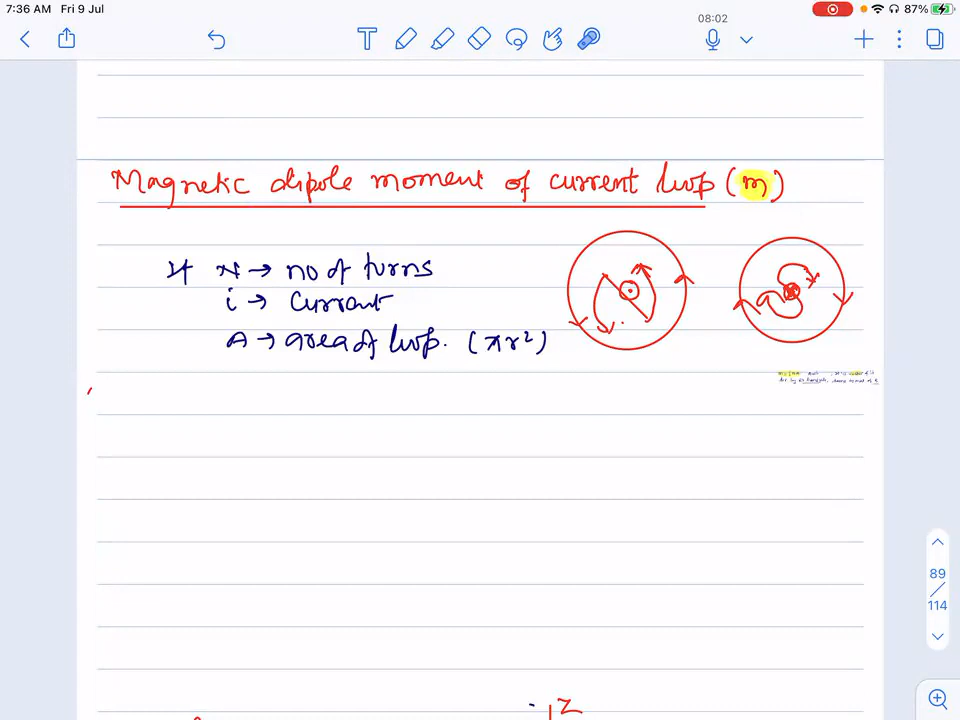 7:36 AM Fri 9 Jul
87%
08:02
Magnetic dipole moment of current loop (m)
If N → no of turns
i → Current
A → area of loop. (πr²)
89
114